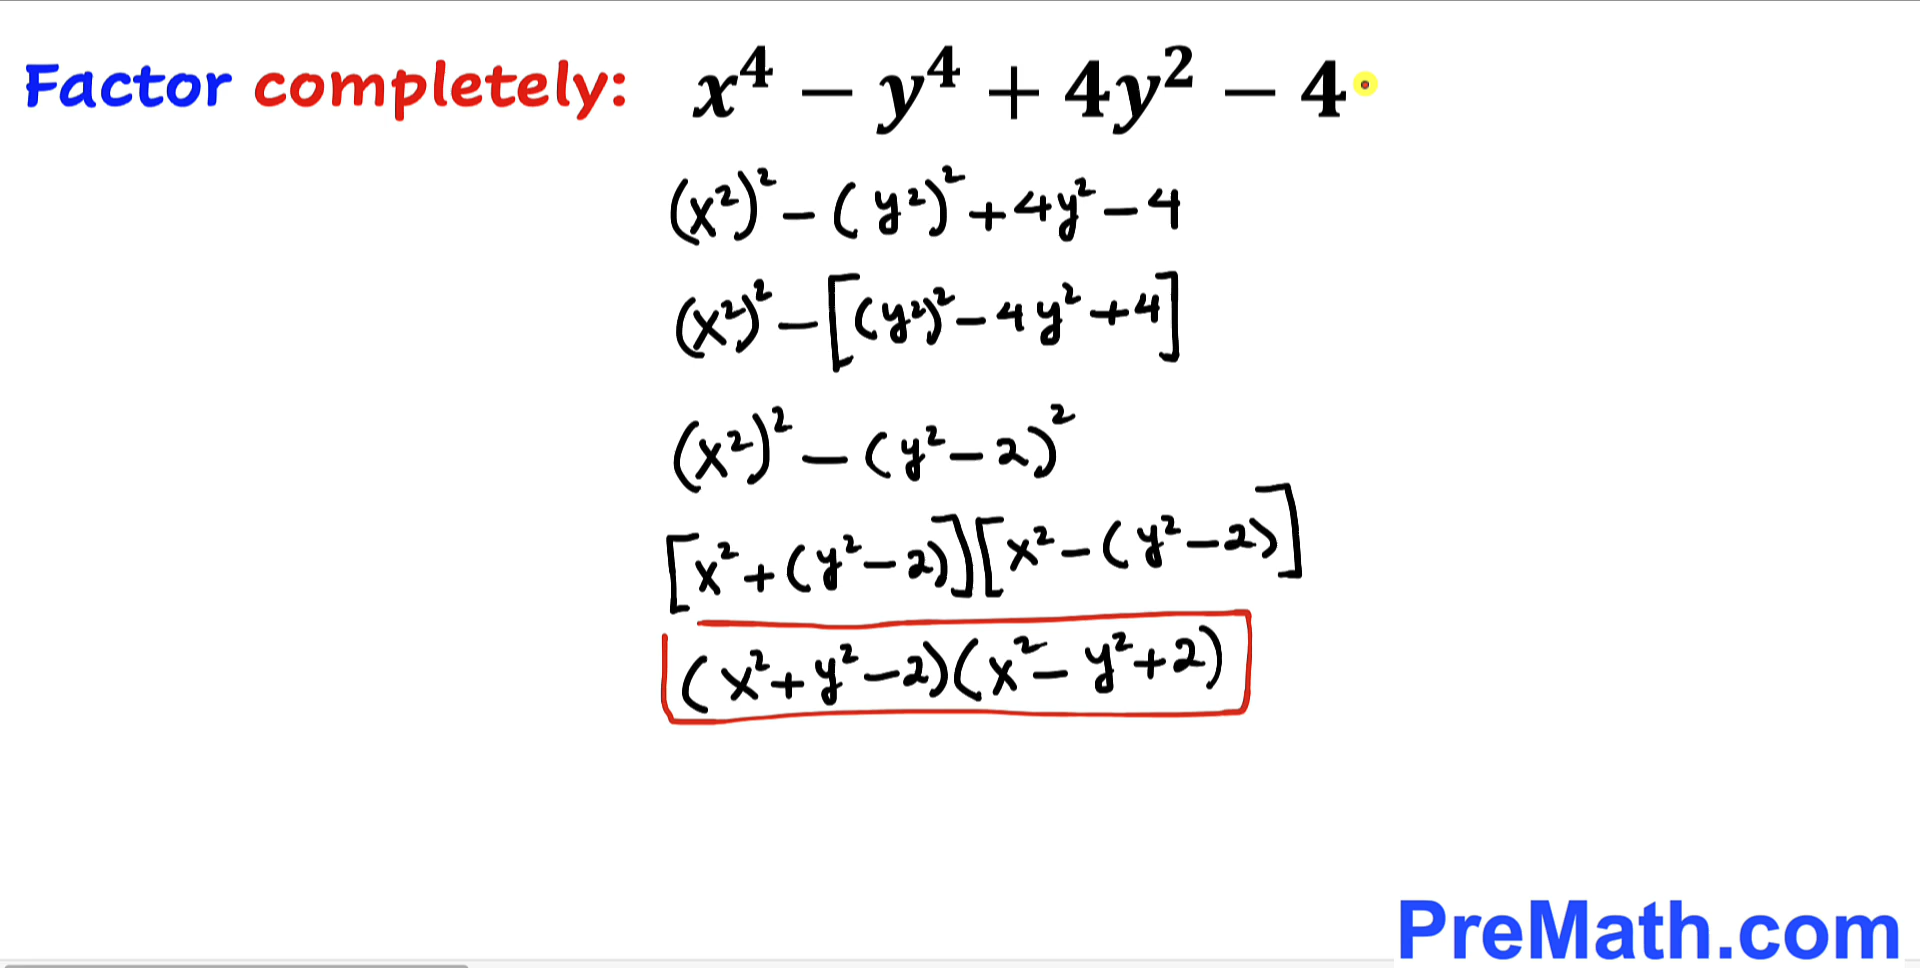 Factor completely: x⁴ − y⁴ + 4y² − 4
(x²)² − (y²)² + 4y² − 4
(x²)² − [(y²)² − 4y² + 4]
(x²)² − (y² − 2)²
[x² + (y² − 2)][x² − (y² − 2)]
(x² + y² − 2)(x² − y² + 2)
PreMath.com